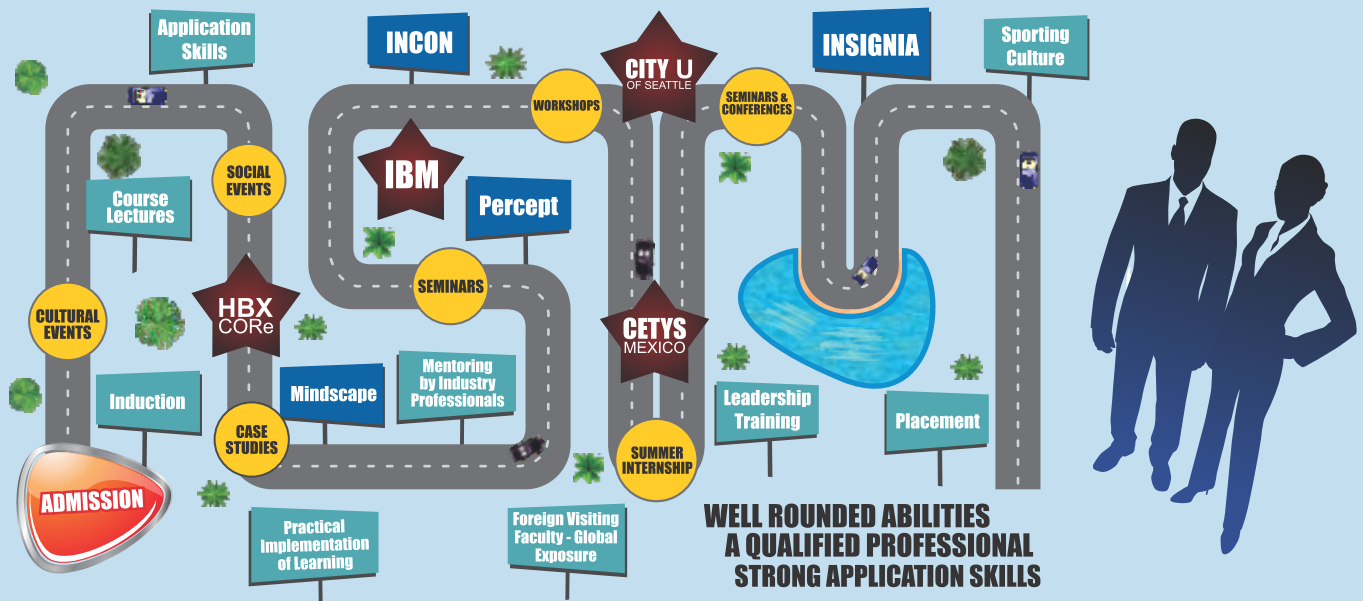 Application
Skills
INCON
CITY U
OF SEATTLE
INSIGNIA
Sporting
Culture
WORKSHOPS
SEMINARS &
CONFERENCES
SOCIAL
EVENTS
IBM
Course
Lectures
Percept
SEMINARS
CULTURAL
EVENTS
HBX
CORe
CETYS
MEXICO
Induction
Mindscape
Mentoring
by Industry
Professionals
Leadership
Training
Placement
CASE
STUDIES
SUMMER
INTERNSHIP
ADMISSION
Practical
Implementation
of Learning
Foreign Visiting
Faculty - Global
Exposure
WELL ROUNDED ABILITIES
A QUALIFIED PROFESSIONAL
STRONG APPLICATION SKILLS